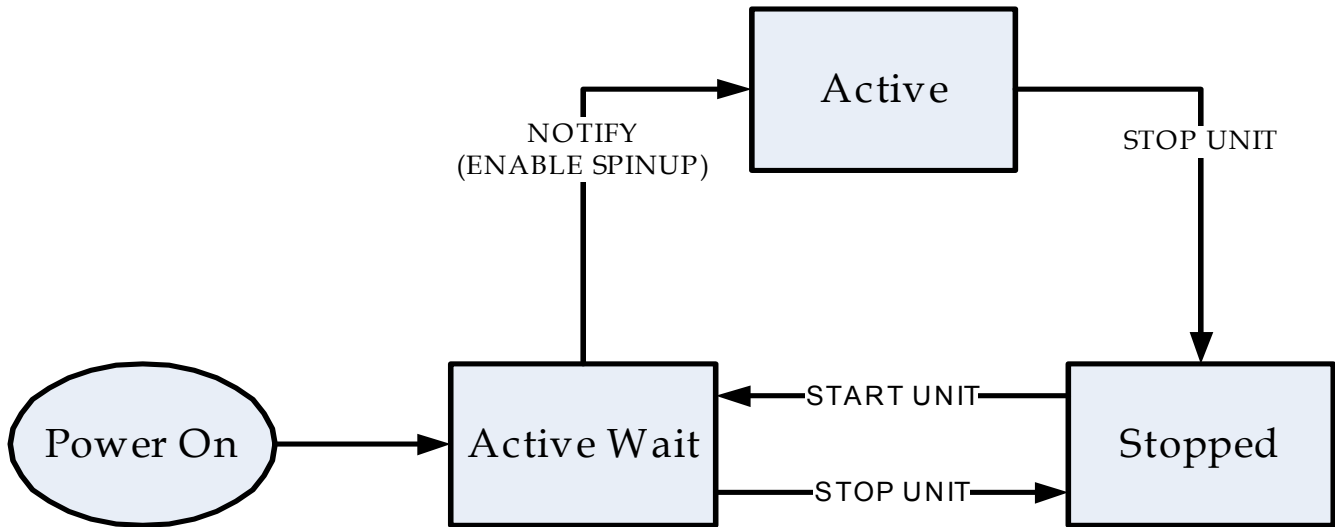 Active
NOTIFY
(ENABLE SPINUP)
STOP UNIT
START UNIT
Power On
Active Wait
Stopped
STOP UNIT